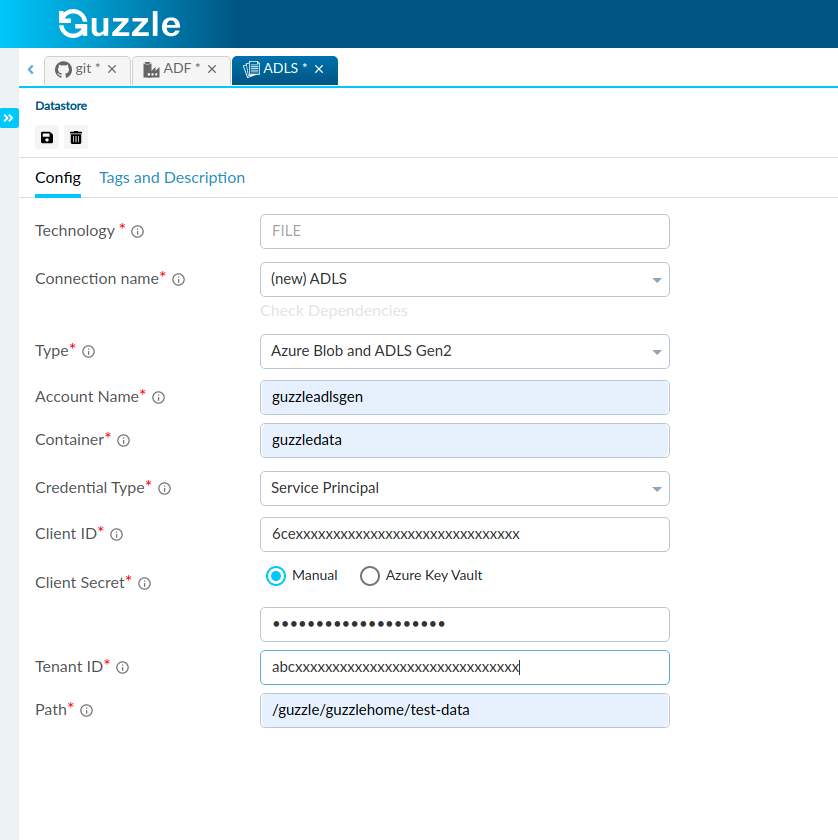 Guzzle
git * ×
ADF * ×
ADLS * ×
Datastore
Config
Tags and Description
Technology *
FILE
Connection name*
(new) ADLS
Check Dependencies
Type*
Azure Blob and ADLS Gen2
Account Name*
guzzleadlsgen
Container*
guzzledata
Credential Type*
Service Principal
Client ID*
6cexxxxxxxxxxxxxxxxxxxxxxxxxxxxxx
Client Secret*
Manual
Azure Key Vault
••••••••••••••••••••
Tenant ID*
abcxxxxxxxxxxxxxxxxxxxxxxxxxxxxxx
Path*
/guzzle/guzzlehome/test-data